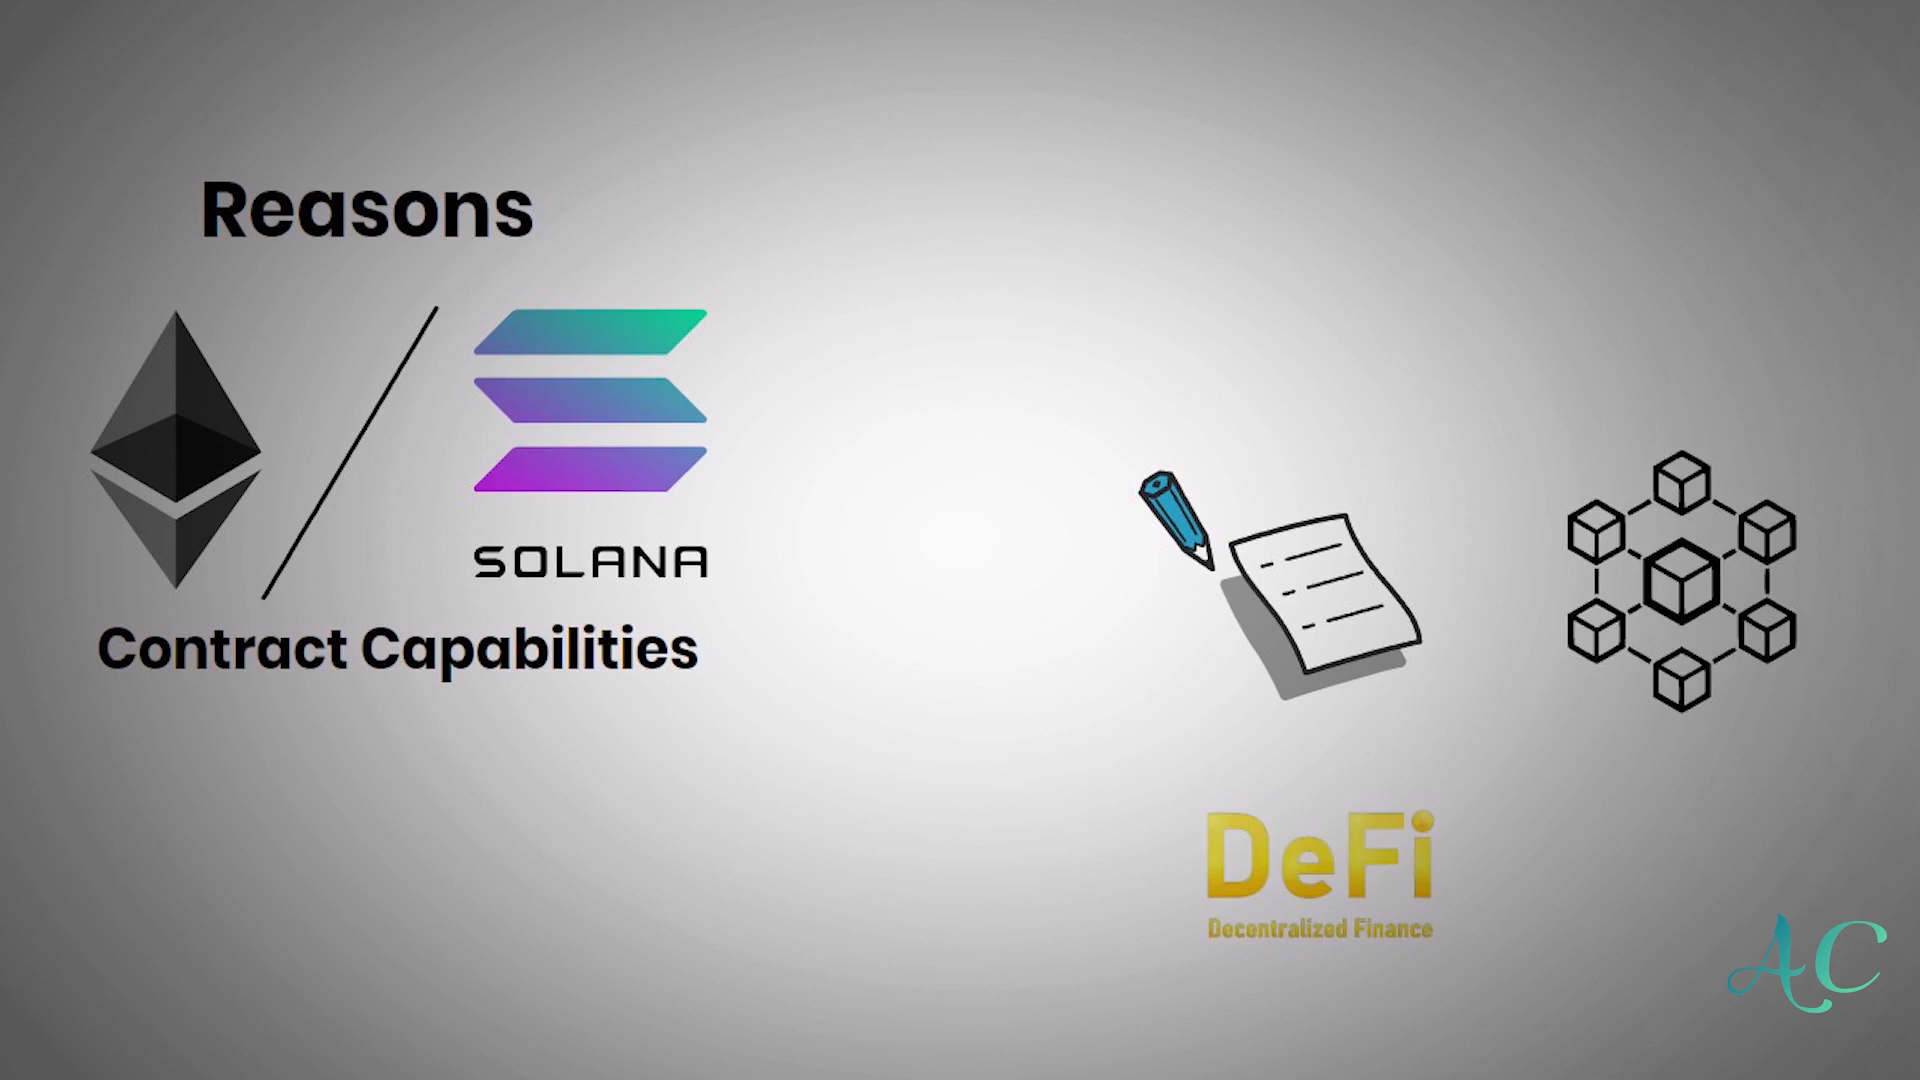 Reasons
SOLANA
Contract Capabilities
DeFi
Decentralized Finance
AC